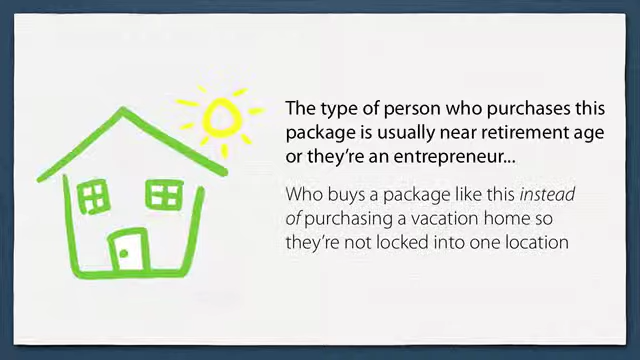 The type of person who purchases this
package is usually near retirement age
or they're an entrepreneur...
Who buys a package like this instead
of purchasing a vacation home so
they're not locked into one location